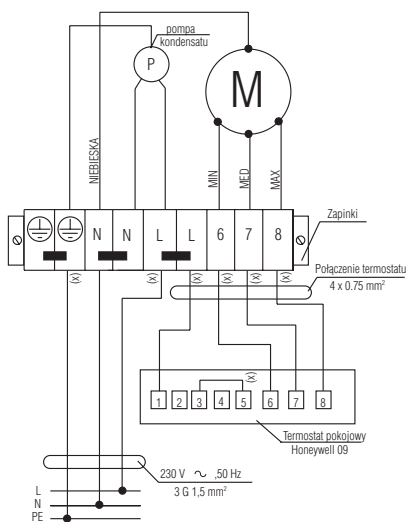 pompa
kondensatu
P
M
NIEBIESKA
MIN
MED
MAX
N N L L 6 7 8
Zapinki
(x) (x) (x) (x) (x)
Połączenie termostatu
4 x 0.75 mm²
(x)
1 2 3 4 5 6 7 8
Termostat pokojowy
Honeywell 09
230 V ~ ,50 Hz
3 G 1,5 mm²
L
N
PE